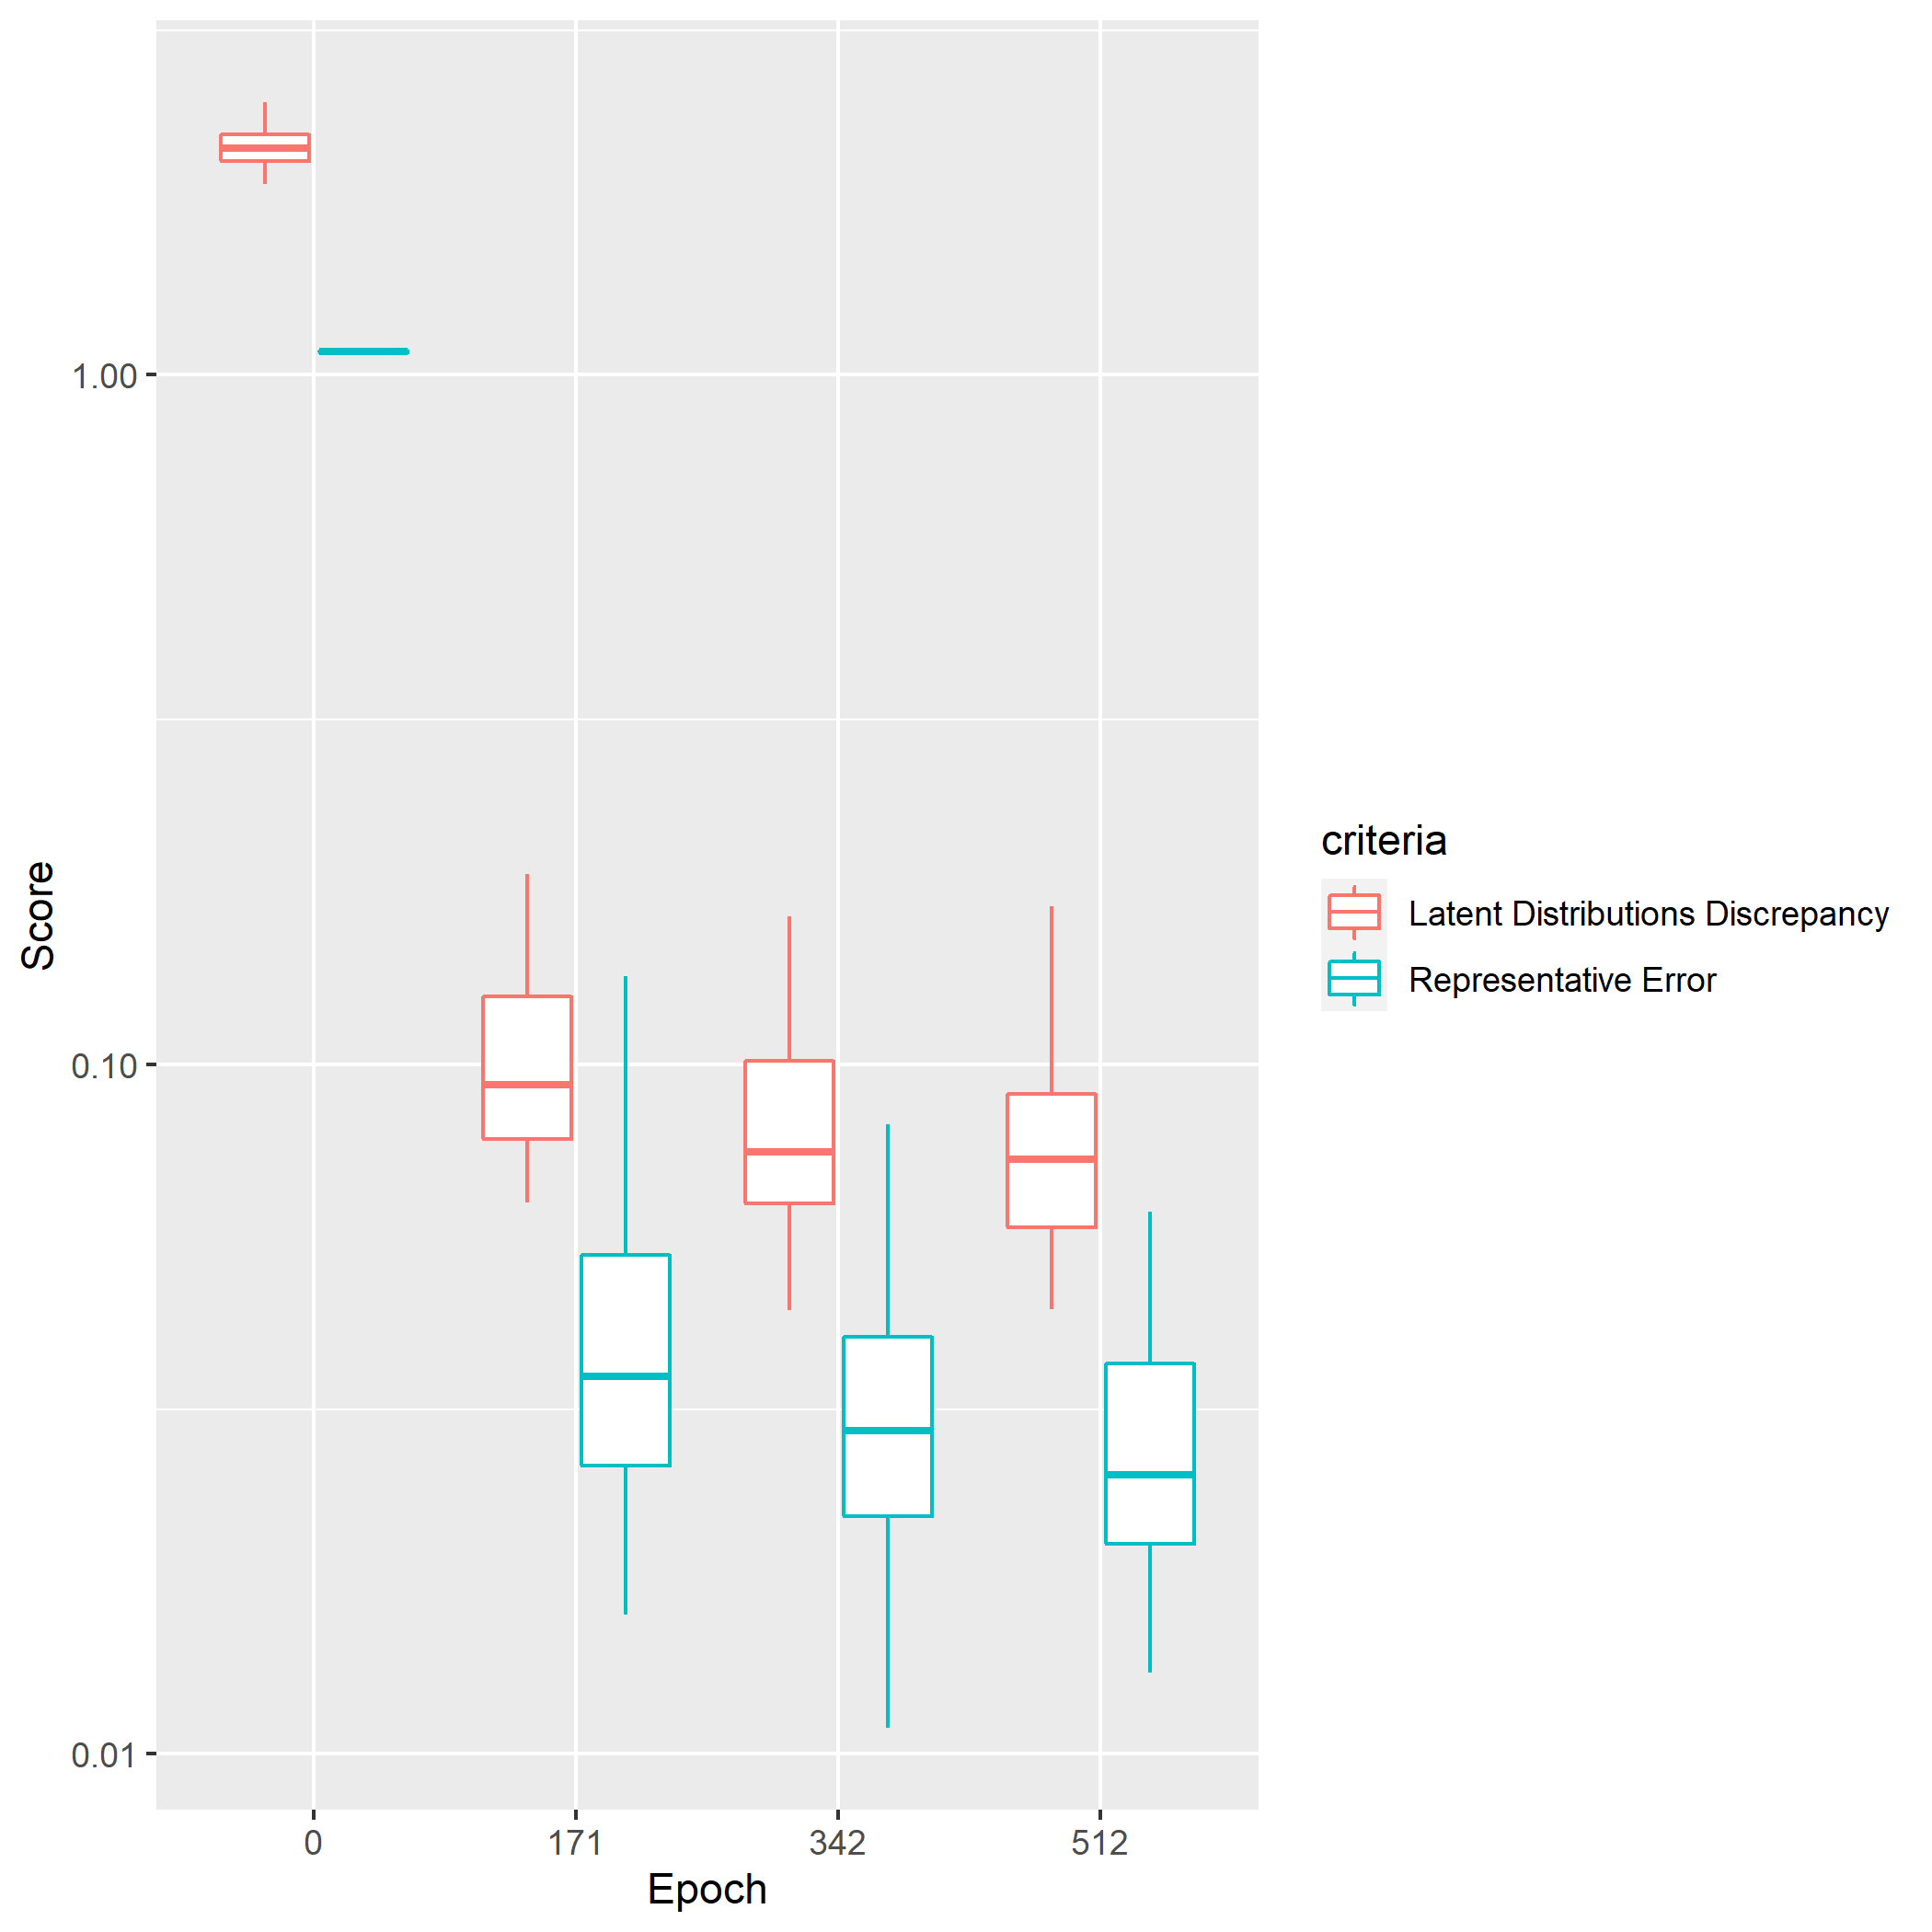 Score
1.00
0.10
0.01
0 171 342 512
Epoch
criteria
Latent Distributions Discrepancy
Representative Error